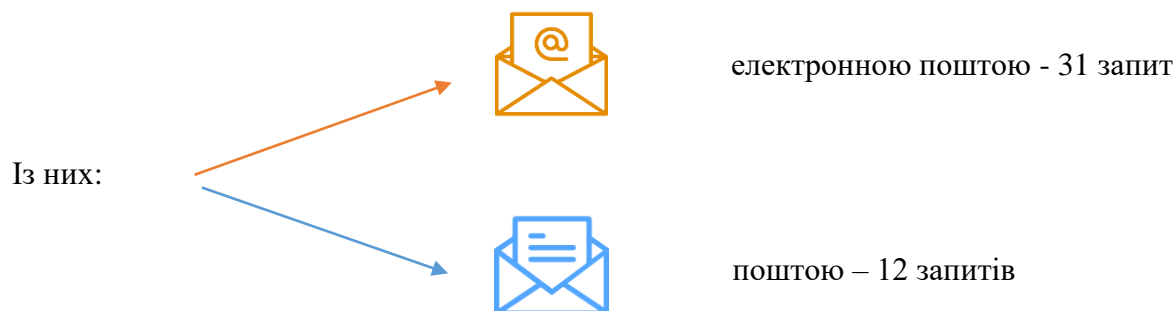 електронною поштою - 31 запит
Із них:
поштою – 12 запитів